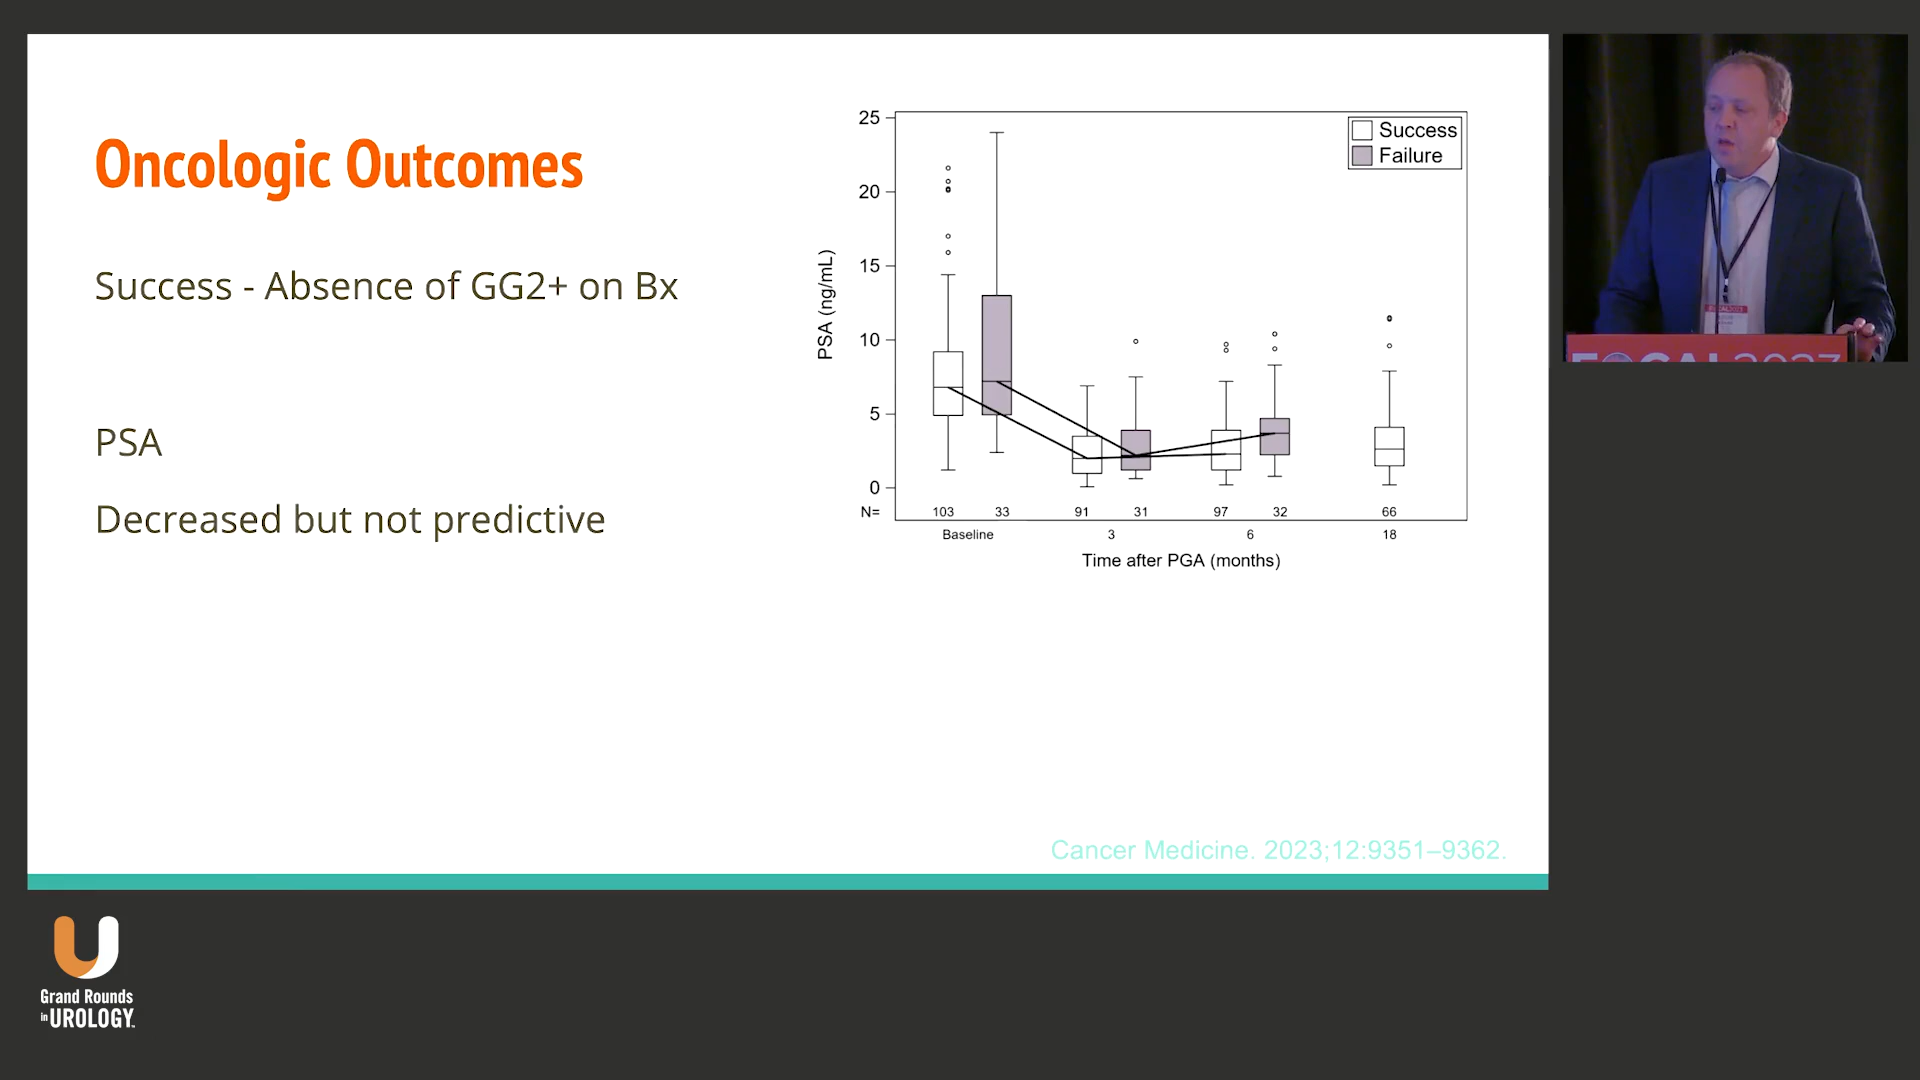 Oncologic Outcomes
Success - Absence of GG2+ on Bx
PSA
Decreased but not predictive
25
20
15
10
5
0
PSA (ng/mL)
Success
Failure
N= 103 33 91 31 97 32 66
Baseline 3 6 18
Time after PGA (months)
Cancer Medicine. 2023;12:9351–9362.
FOCAL 2023
Grand Rounds
in UROLOGY